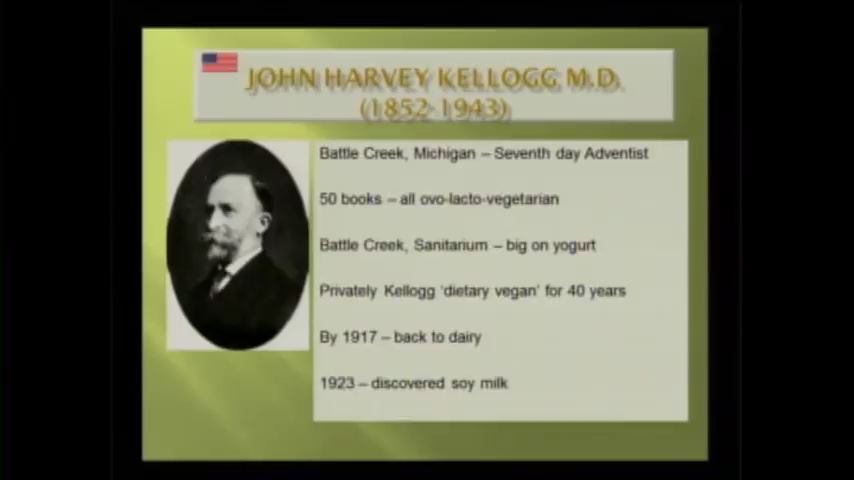 JOHN HARVEY KELLOGG M.D.
(1852-1943)
Battle Creek, Michigan – Seventh day Adventist
50 books – all ovo-lacto-vegetarian
Battle Creek, Sanitarium – big on yogurt
Privately Kellogg ‘dietary vegan’ for 40 years
By 1917 – back to dairy
1923 – discovered soy milk